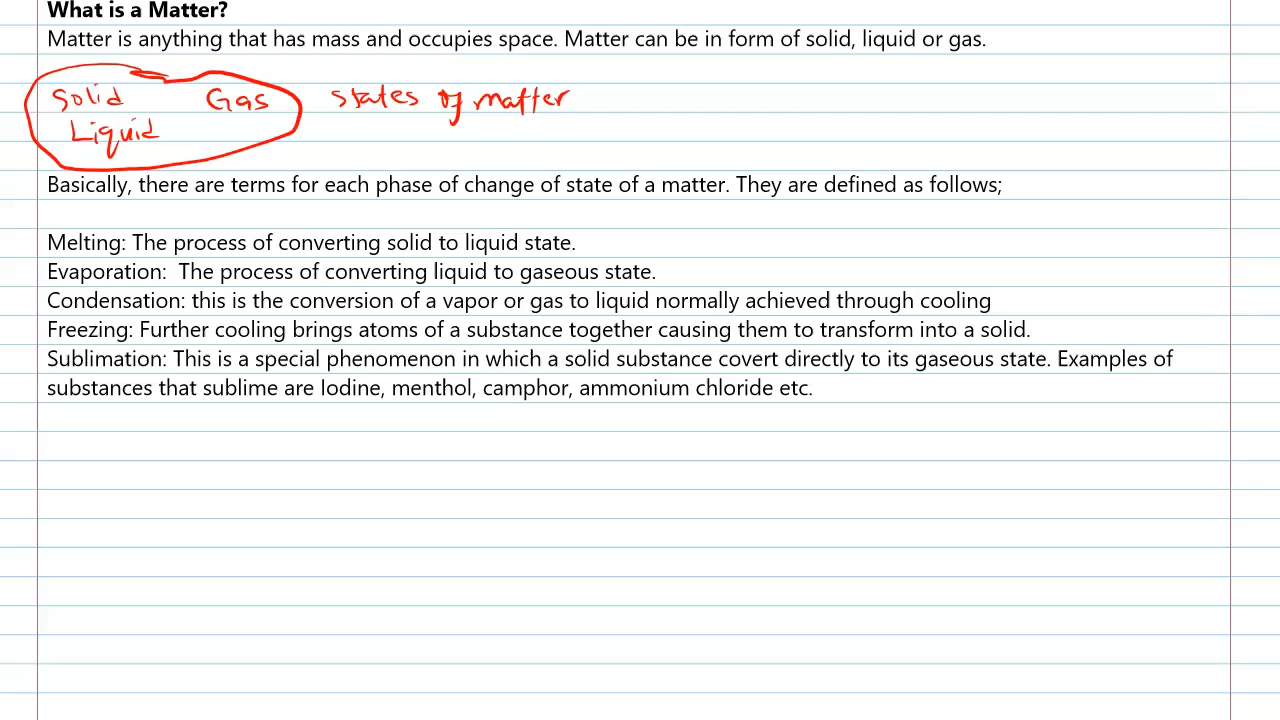 What is a Matter?
Matter is anything that has mass and occupies space. Matter can be in form of solid, liquid or gas.
Solid Gas states of matter
Liquid
Basically, there are terms for each phase of change of state of a matter. They are defined as follows;
Melting: The process of converting solid to liquid state.
Evaporation:  The process of converting liquid to gaseous state.
Condensation: this is the conversion of a vapor or gas to liquid normally achieved through cooling
Freezing: Further cooling brings atoms of a substance together causing them to transform into a solid.
Sublimation: This is a special phenomenon in which a solid substance covert directly to its gaseous state. Examples of
substances that sublime are Iodine, menthol, camphor, ammonium chloride etc.